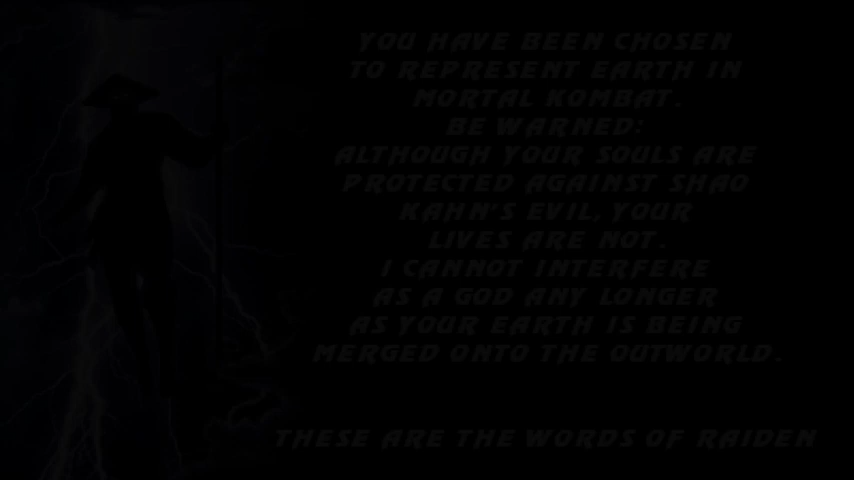 YOU HAVE BEEN CHOSEN
TO REPRESENT EARTH IN
MORTAL KOMBAT.
BE WARNED:
ALTHOUGH YOUR SOULS ARE
PROTECTED AGAINST SHAO
KAHN'S EVIL, YOUR
LIVES ARE NOT.
I CANNOT INTERFERE
AS A GOD ANY LONGER
AS YOUR EARTH IS BEING
MERGED ONTO THE OUTWORLD.
THESE ARE THE WORDS OF RAIDEN